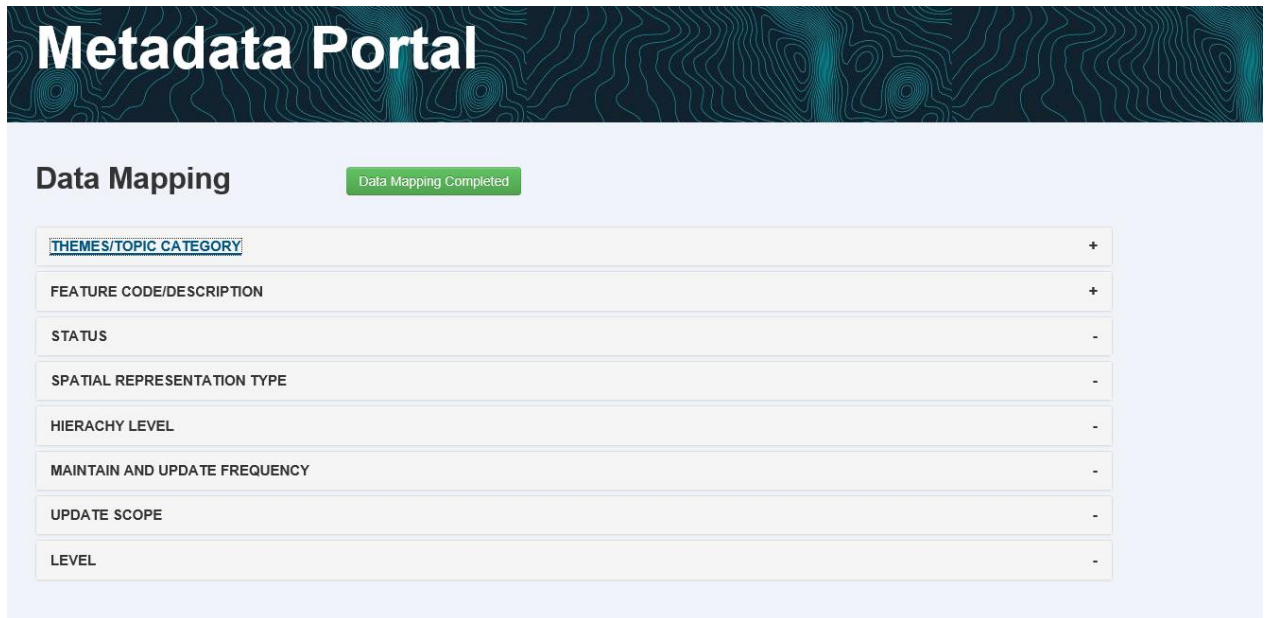 Metadata Portal
Data Mapping
Data Mapping Completed
THEMES/TOPIC CATEGORY +
FEATURE CODE/DESCRIPTION +
STATUS -
SPATIAL REPRESENTATION TYPE -
HIERACHY LEVEL -
MAINTAIN AND UPDATE FREQUENCY -
UPDATE SCOPE -
LEVEL -